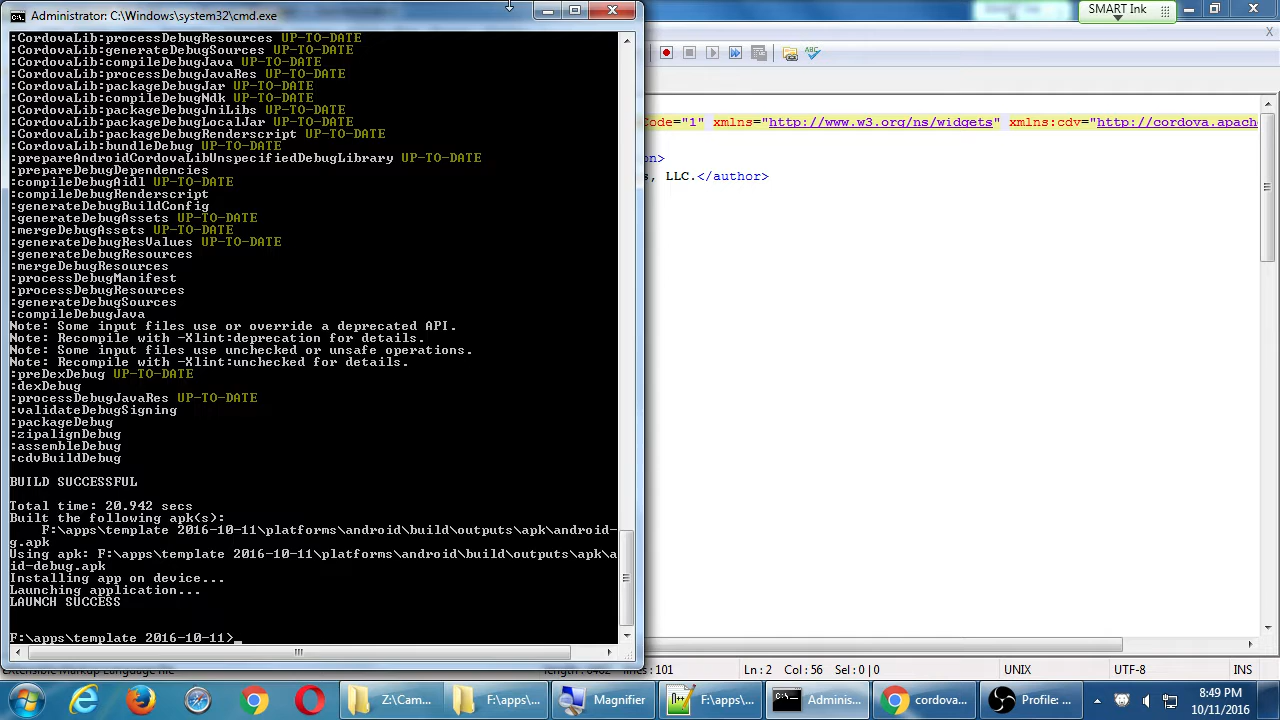 Administrator: C:\Windows\system32\cmd.exe
SMART Ink
:CordovaLib:processDebugResources UP-TO-DATE
:CordovaLib:generateDebugSources UP-TO-DATE
:CordovaLib:compileDebugJava UP-TO-DATE
:CordovaLib:processDebugJavaRes UP-TO-DATE
:CordovaLib:packageDebugJar UP-TO-DATE
:CordovaLib:compileDebugNdk UP-TO-DATE
:CordovaLib:packageDebugJniLibs UP-TO-DATE
:CordovaLib:packageDebugLocalJar UP-TO-DATE
:CordovaLib:packageDebugRenderscript UP-TO-DATE
:CordovaLib:bundleDebug UP-TO-DATE
:prepareAndroidCordovaLibUnspecifiedDebugLibrary UP-TO-DATE
:prepareDebugDependencies
:compileDebugAidl UP-TO-DATE
:compileDebugRenderscript
:generateDebugBuildConfig
:generateDebugAssets UP-TO-DATE
:mergeDebugAssets UP-TO-DATE
:generateDebugResValues UP-TO-DATE
:generateDebugResources
:mergeDebugResources
:processDebugManifest
:processDebugResources
:generateDebugSources
:compileDebugJava
Note: Some input files use or override a deprecated API.
Note: Recompile with -Xlint:deprecation for details.
Note: Some input files use unchecked or unsafe operations.
Note: Recompile with -Xlint:unchecked for details.
:preDexDebug UP-TO-DATE
:dexDebug
:processDebugJavaRes UP-TO-DATE
:validateDebugSigning
:packageDebug
:zipalignDebug
:assembleDebug
:cdvBuildDebug
BUILD SUCCESSFUL
Total time: 20.942 secs
Built the following apk(s):
F:\apps\template 2016-10-11\platforms\android\build\outputs\apk\android-
g.apk
Using apk: F:\apps\template 2016-10-11\platforms\android\build\outputs\apk\a
id-debug.apk
Installing app on device...
Launching application...
LAUNCH SUCCESS
F:\apps\template 2016-10-11>_
ABC
Code="1" xmlns="http://www.w3.org/ns/widgets" xmlns:cdv="http://cordova.apach
on>
s, LLC.</author>
lines:101
Ln:2 Col:56 Sel:0|0
UNIX
UTF-8
INS
Z:\Cam...
F:\apps\...
Magnifier
F:\apps\...
Adminis...
cordova...
Profile: ...
8:49 PM
10/11/2016